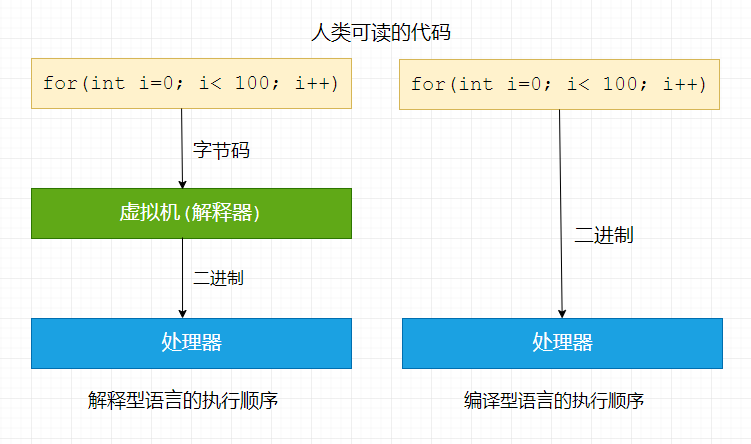 人类可读的代码
for(int i=0; i< 100; i++)
for(int i=0; i< 100; i++)
字节码
虚拟机(解释器)
二进制
二进制
处理器
处理器
解释型语言的执行顺序
编译型语言的执行顺序